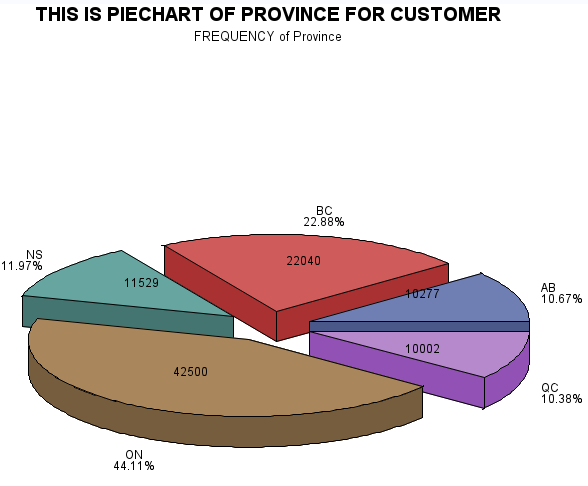 THIS IS PIECHART OF PROVINCE FOR CUSTOMER
FREQUENCY of Province
BC
22.88%
NS
11.97%
22040
11529
10277
AB
10.67%
10002
42500
QC
10.38%
ON
44.11%